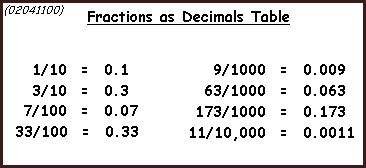 (02041100)
Fractions as Decimals Table
1/10 = 0.1
3/10 = 0.3
7/100 = 0.07
33/100 = 0.33
9/1000 = 0.009
63/1000 = 0.063
173/1000 = 0.173
11/10,000 = 0.0011